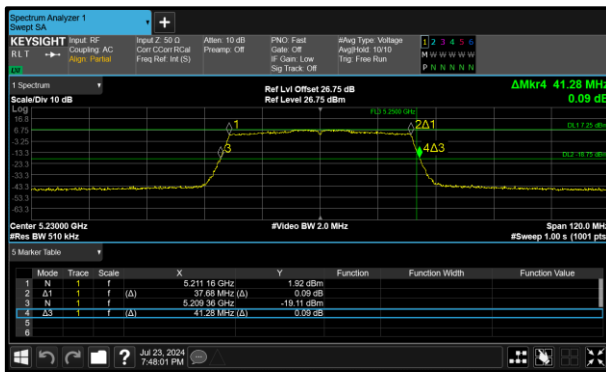 Spectrum Analyzer 1
Swept SA
KEYSIGHT Input: RF Input Z: 50 Ω Atten: 10 dB PNO: Fast #Avg Type: Voltage 1 2 3 4 5 6
RLT Coupling: AC Corr CCorr RCal Preamp: Off Gate: Off Avg|Hold: 10/10 M W W W W W
Align: Partial Freq Ref: Int (S) IF Gain: Low Trig: Free Run P N N N N N
Sig Track: Off
1 Spectrum Ref Lvl Offset 26.75 dB ΔMkr4 41.28 MHz
Scale/Div 10 dB Ref Level 26.75 dBm 0.09 dB
Log
16.8
6.75 1 2Δ1 DL1 7.25 dBm
-3.25
-13.3 3 4Δ3
-23.3
-33.3
-43.3
-53.3
-63.3
Center 5.23000 GHz #Video BW 2.0 MHz Span 120.0 MHz
#Res BW 510 kHz #Sweep 1.00 s (1001 pts)
5 Marker Table
Mode Trace Scale X Y Function Function Width Function Value
1 N 1 f 5.211 16 GHz 1.92 dBm
2 Δ1 1 f (Δ) 37.68 MHz (Δ) 0.09 dB
3 N 1 f 5.209 36 GHz -19.11 dBm
4 Δ3 1 f (Δ) 41.28 MHz (Δ) 0.09 dB
5
6
? Jul 23, 2024
7:48:01 PM